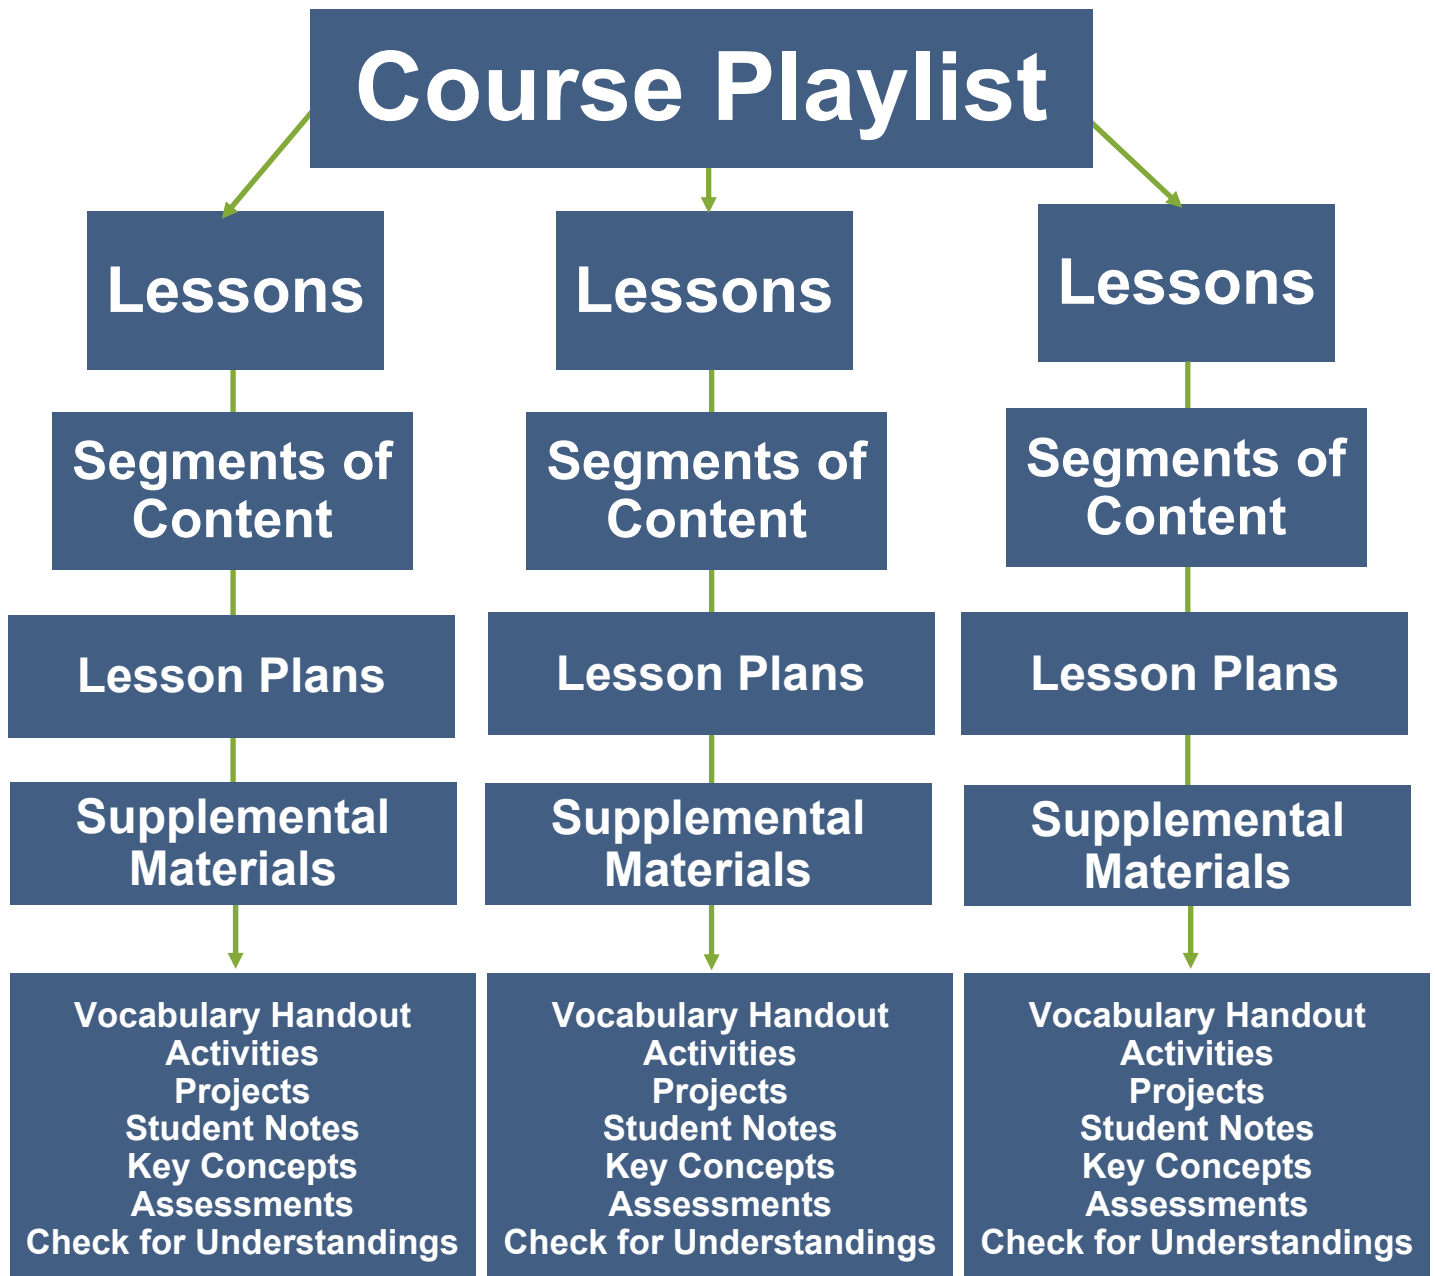 Course Playlist
Lessons
Lessons
Lessons
Segments of
Content
Segments of
Content
Segments of
Content
Lesson Plans
Lesson Plans
Lesson Plans
Supplemental
Materials
Supplemental
Materials
Supplemental
Materials
Vocabulary Handout
Activities
Projects
Student Notes
Key Concepts
Assessments
Check for Understandings
Vocabulary Handout
Activities
Projects
Student Notes
Key Concepts
Assessments
Check for Understandings
Vocabulary Handout
Activities
Projects
Student Notes
Key Concepts
Assessments
Check for Understandings